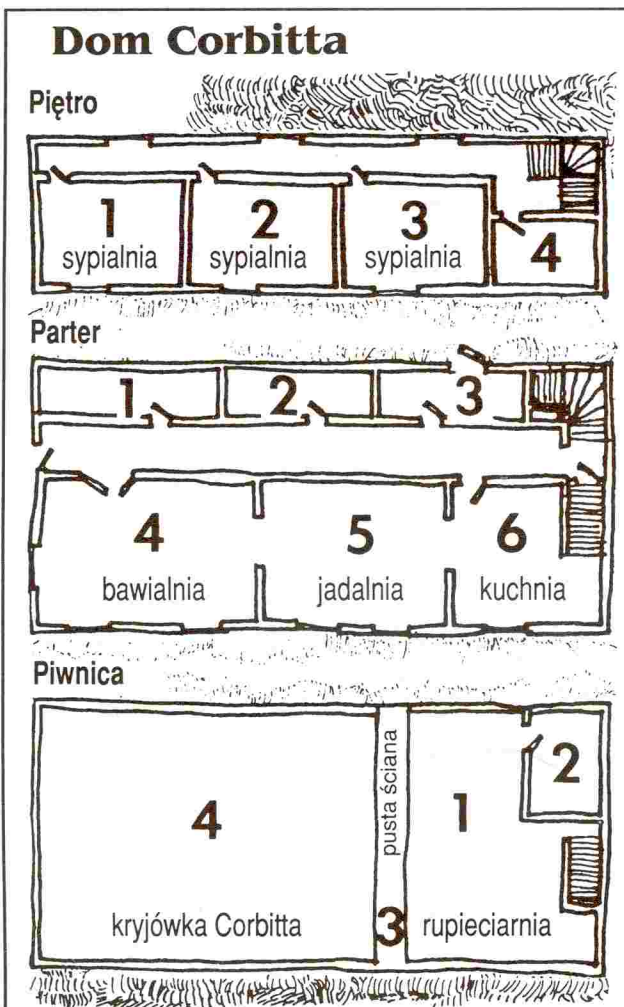 Dom Corbitta
Piętro
1 2 3 4
sypialnia sypialnia sypialnia
Parter
1 2 3
4 5 6
bawialnia jadalnia kuchnia
Piwnica
pusta ściana
2
4 1
kryjówka Corbitta 3 rupieciarnia